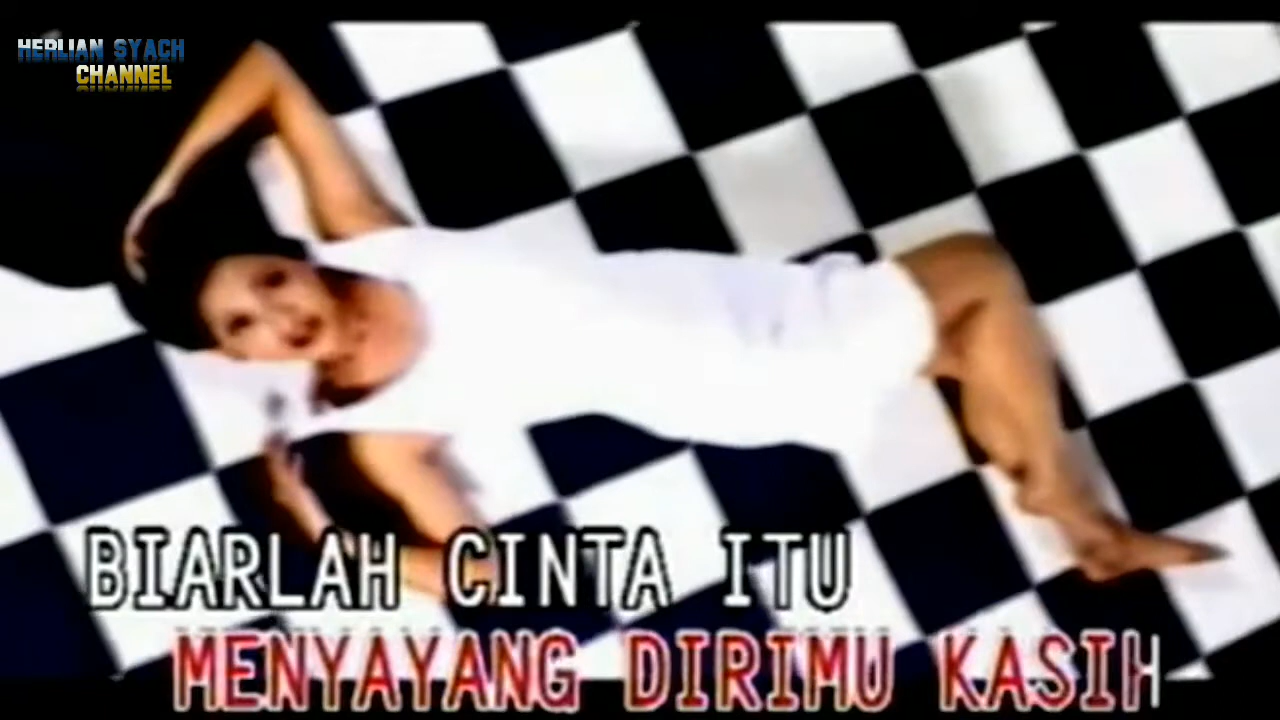 HERLIAN SYACH
CHANNEL
BIARLAH CINTA ITU
MENYAYANG DIRIMU KASIH